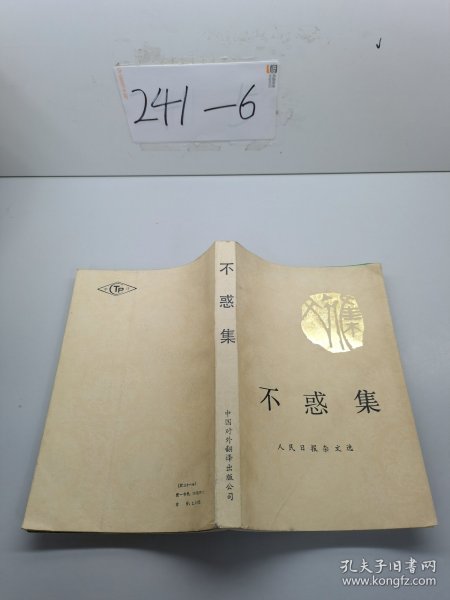 241—6
CTP
不惑集
中国对外翻译出版公司
不惑集
人民日报杂文选
孔夫子旧书网
www.kongfz.com